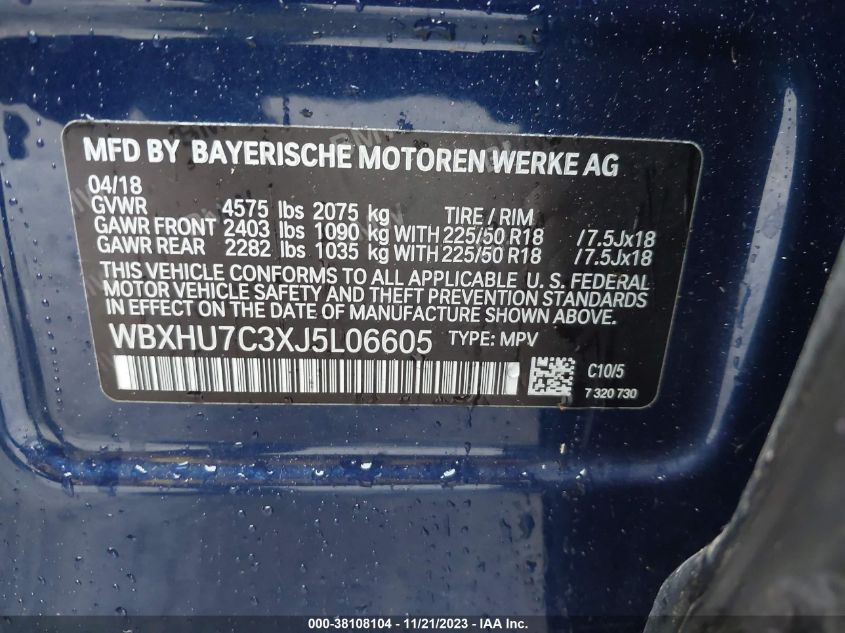 MFD BY BAYERISCHE MOTOREN WERKE AG
04/18
GVWR 4575 lbs 2075 kg TIRE / RIM
GAWR FRONT 2403 lbs 1090 kg WITH 225/50 R18 /7.5Jx18
GAWR REAR 2282 lbs 1035 kg WITH 225/50 R18 /7.5Jx18
THIS VEHICLE CONFORMS TO ALL APPLICABLE U. S. FEDERAL
MOTOR VEHICLE SAFETY, BUMPER, AND THEFT PREVENTION STANDARDS
IN EFFECT ON THE DATE OF MANUFACTURE SHOWN ABOVE.
WBXHU7C3XJ5L06605 TYPE: MPV
C10/5
7 320 730
000-38108104 - 11/21/2023 - IAA Inc.